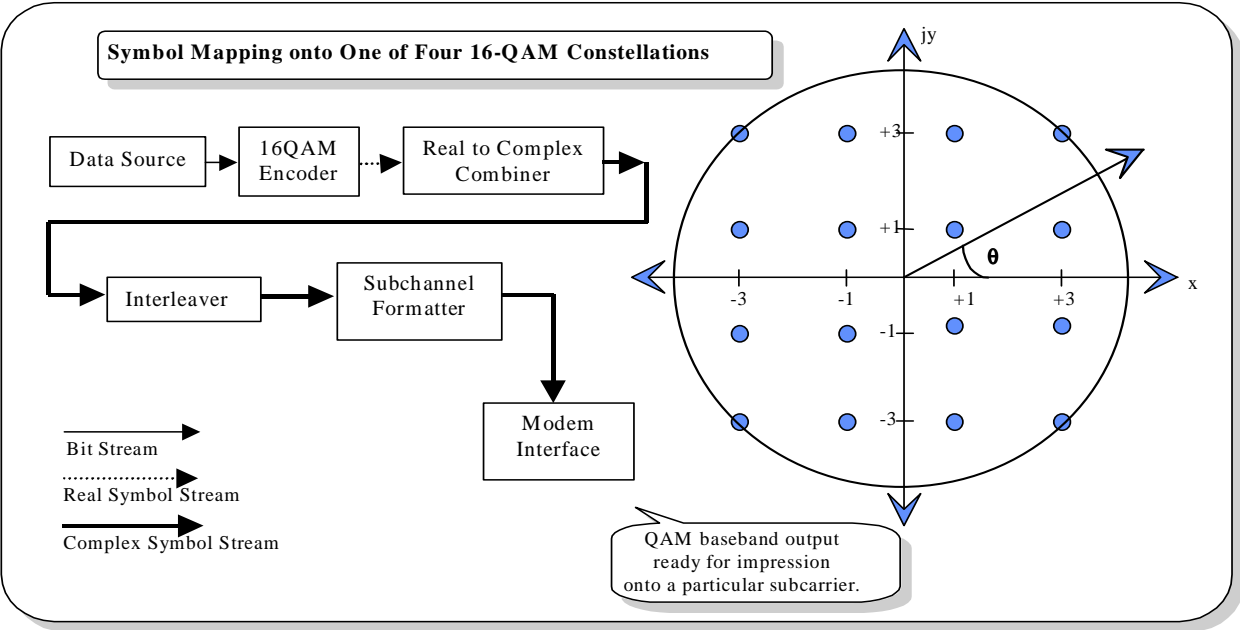 Symbol Mapping onto One of Four 16-QAM Constellations
Data Source
16QAM
Encoder
Real to Complex
Combiner
Interleaver
Subchannel
Formatter
Modem
Interface
Bit Stream
Real Symbol Stream
Complex Symbol Stream
QAM baseband output
ready for impression
onto a particular subcarrier.
jy
+3
+1
θ
x
-3
-1
+1
+3
-1
-3